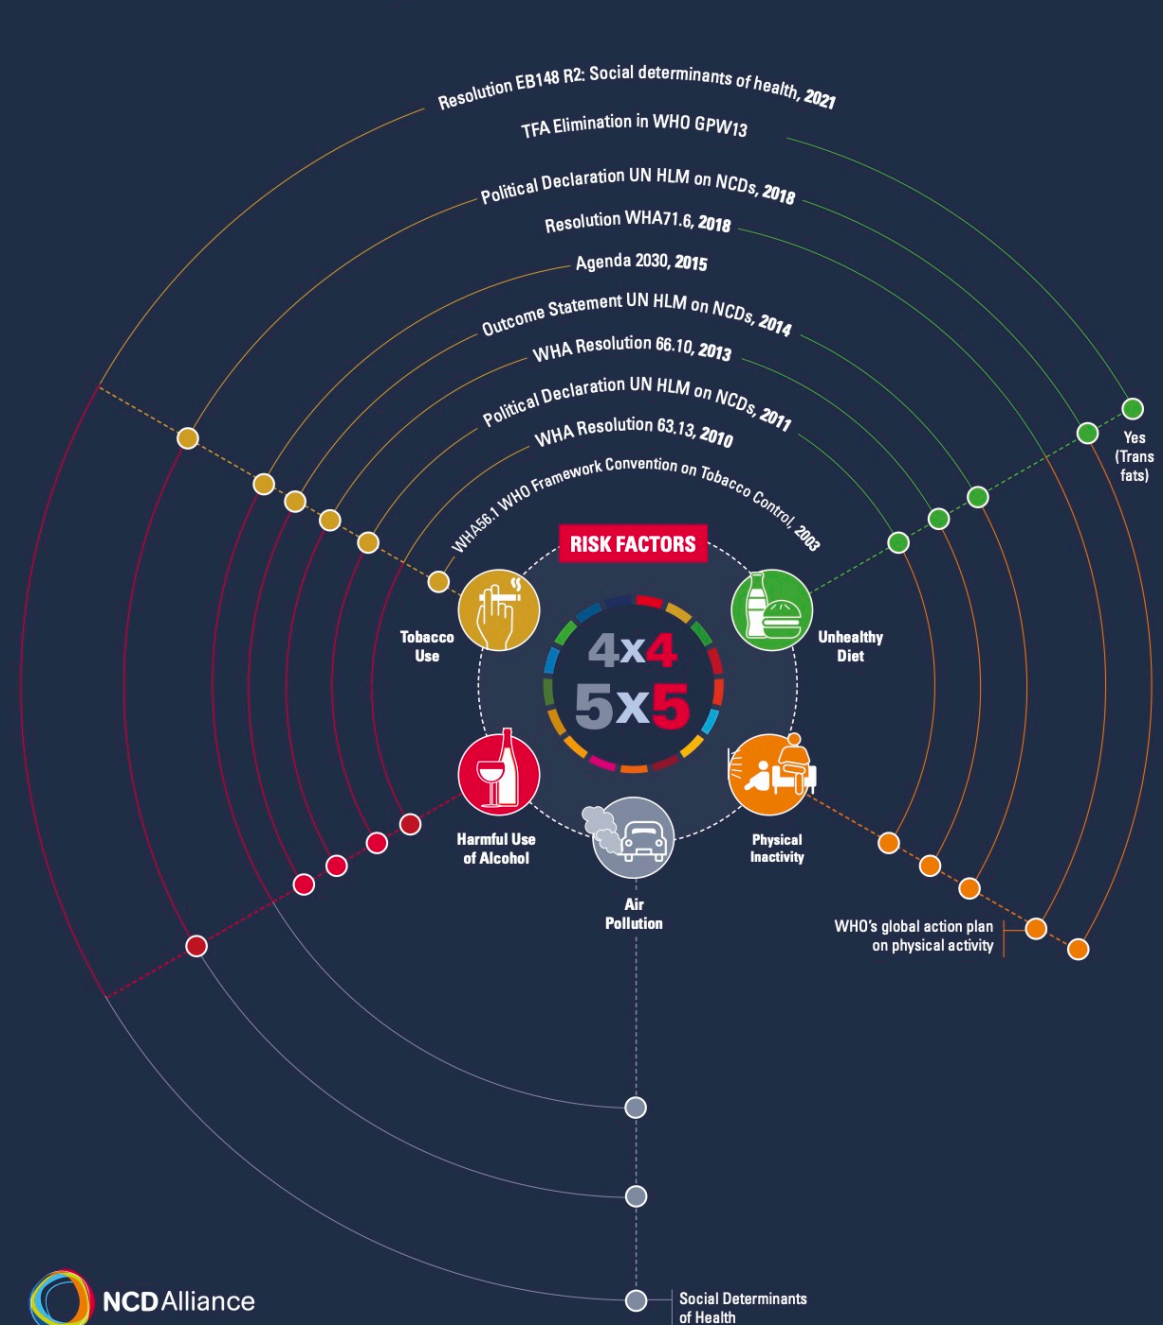 Resolution EB148 R2: Social determinants of health, 2021
TFA Elimination in WHO GPW13
Political Declaration UN HLM on NCDs, 2018
Resolution WHA71.6, 2018
Agenda 2030, 2015
Outcome Statement UN HLM on NCDs, 2014
WHA Resolution 66.10, 2013
Political Declaration UN HLM on NCDs, 2011
WHA Resolution 63.13, 2010
WHA56.1 WHO Framework Convention on Tobacco Control, 2003
RISK FACTORS
Yes
(Trans
fats)
Tobacco
Use
4x4
5x5
Unhealthy
Diet
Harmful Use
of Alcohol
Physical
Inactivity
Air
Pollution
WHO's global action plan
on physical activity
NCDAlliance
Social Determinants
of Health